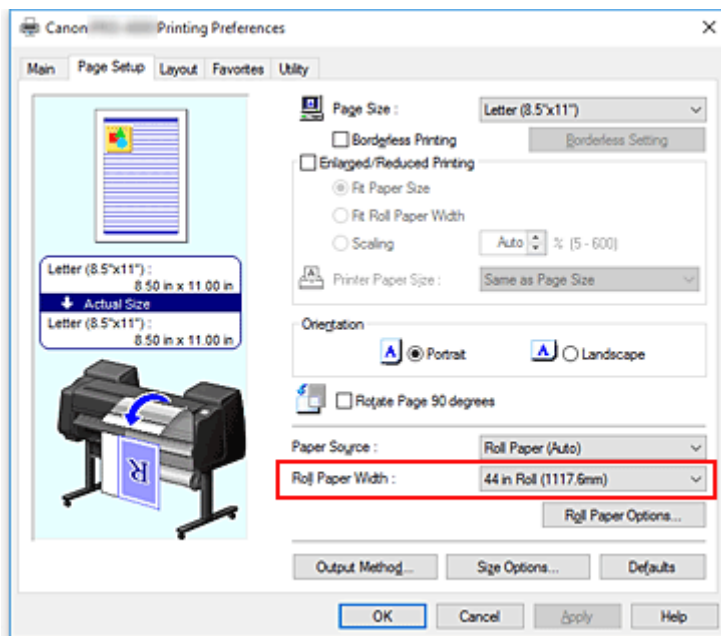 Canon Printing Preferences
Main Page Setup Layout Favorites Utility
Page Size : Letter (8.5"x11")
Borderless Printing Borderless Setting
Enlarged/Reduced Printing
Fit Paper Size
Fit Roll Paper Width
Scaling Auto % (5 - 600)
Printer Paper Size : Same as Page Size
Letter (8.5"x11") :
8.50 in x 11.00 in
Actual Size
Letter (8.5"x11") :
8.50 in x 11.00 in
Orientation
A Portrait A Landscape
Rotate Page 90 degrees
R
Paper Source : Roll Paper (Auto)
Roll Paper Width : 44 in Roll (1117.6mm)
Roll Paper Options...
Output Method... Size Options... Defaults
OK Cancel Apply Help